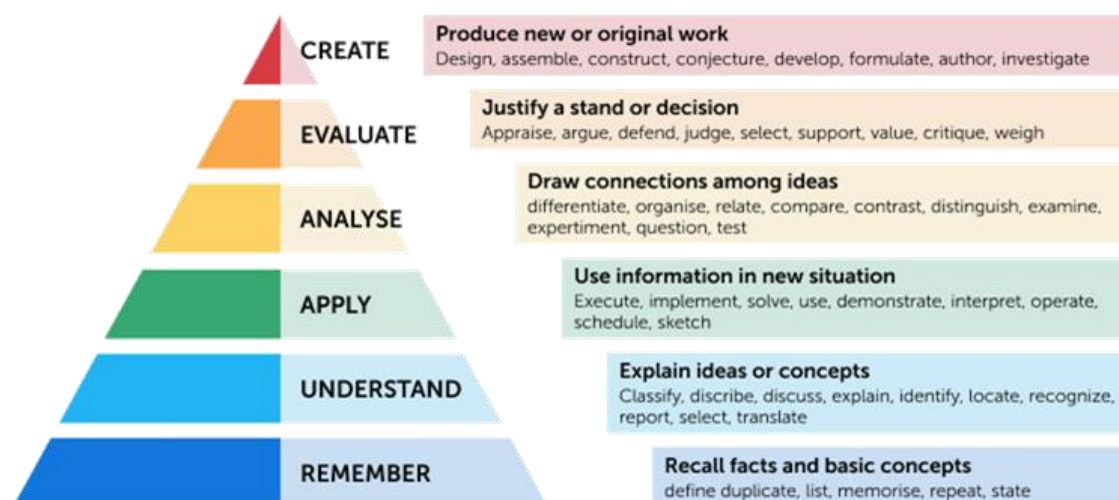 CREATE
Produce new or original work
Design, assemble, construct, conjecture, develop, formulate, author, investigate
EVALUATE
Justify a stand or decision
Appraise, argue, defend, judge, select, support, value, critique, weigh
ANALYSE
Draw connections among ideas
differentiate, organise, relate, compare, contrast, distinguish, examine,
expertiment, question, test
APPLY
Use information in new situation
Execute, implement, solve, use, demonstrate, interpret, operate,
schedule, sketch
UNDERSTAND
Explain ideas or concepts
Classify, discribe, discuss, explain, identify, locate, recognize,
report, select, translate
REMEMBER
Recall facts and basic concepts
define duplicate, list, memorise, repeat, state